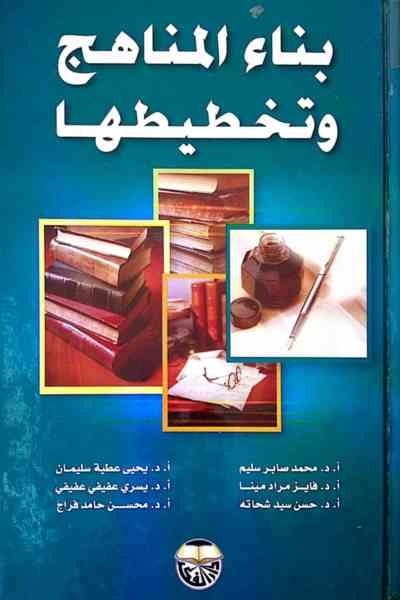 بناء المناهج
وتخطيطها
أ. د. محمد صابر سليم
أ. د. فايز مراد مينا
أ. د. حسن سيد شحاته
أ. د. يحيى عطية سليمان
أ. د. يسري عفيفي عفيفي
أ. د. محسن حامد فراج